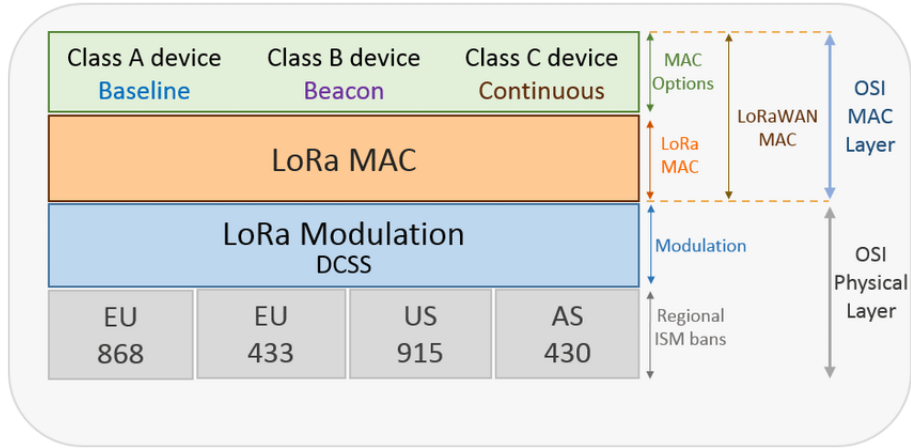 Class A device
Baseline
Class B device
Beacon
Class C device
Continuous
MAC
Options
LoRa MAC
LoRa
MAC
LoRaWAN
MAC
OSI
MAC
Layer
LoRa Modulation
DCSS
Modulation
EU
868
EU
433
US
915
AS
430
Regional
ISM bans
OSI
Physical
Layer